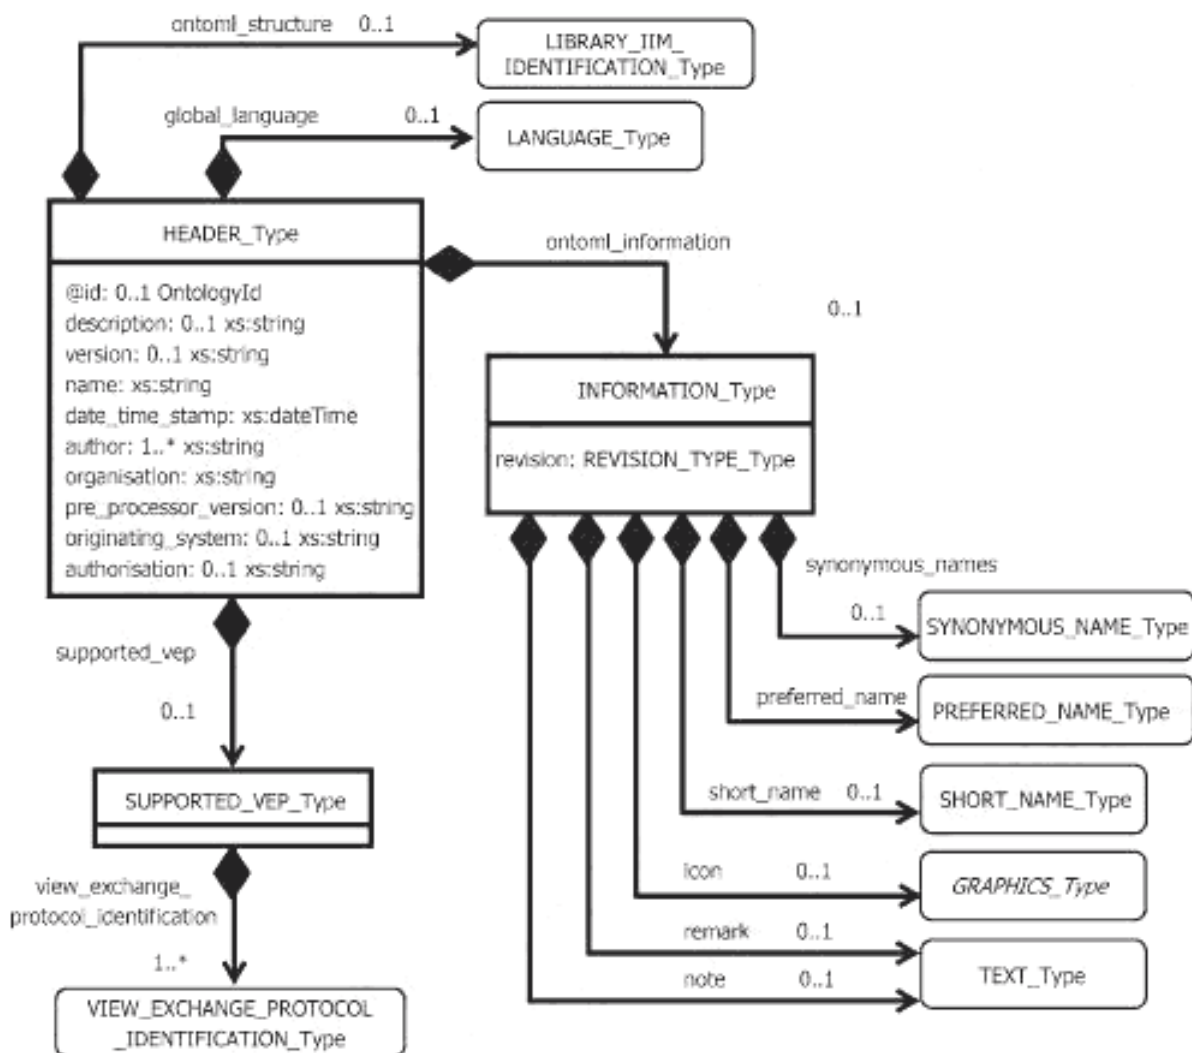 ontoml_structure 0..1
LIBRARY_IIM_
IDENTIFICATION_Type
global_language 0..1
LANGUAGE_Type
HEADER_Type
@id: 0..1 OntologyId
description: 0..1 xs:string
version: 0..1 xs:string
name: xs:string
date_time_stamp: xs:dateTime
author: 1..* xs:string
organisation: xs:string
pre_processor_version: 0..1 xs:string
originating_system: 0..1 xs:string
authorisation: 0..1 xs:string
ontoml_information
0..1
INFORMATION_Type
revision: REVISION_TYPE_Type
synonymous_names
0..1
SYNONYMOUS_NAME_Type
preferred_name
PREFERRED_NAME_Type
short_name 0..1
SHORT_NAME_Type
icon 0..1
GRAPHICS_Type
remark 0..1
note 0..1
TEXT_Type
supported_vep
0..1
SUPPORTED_VEP_Type
view_exchange_
protocol_identification
1..*
VIEW_EXCHANGE_PROTOCOL
_IDENTIFICATION_Type